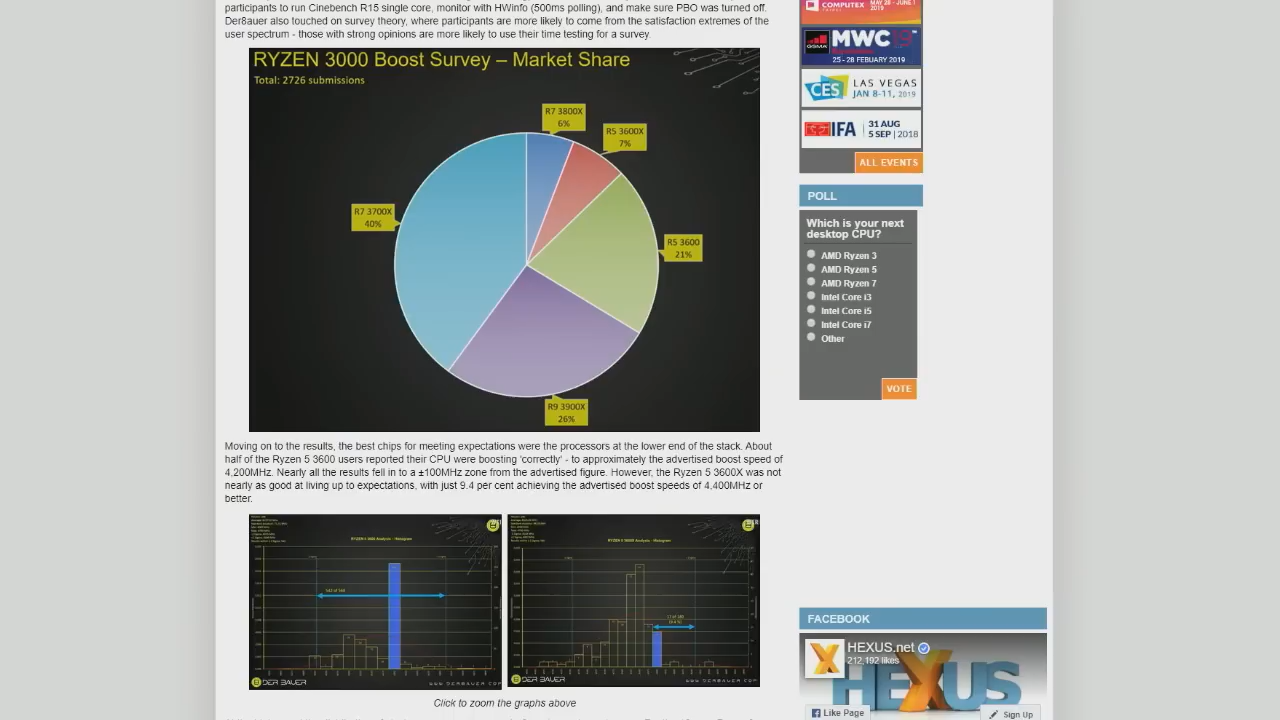 participants to run Cinebench R15 single core, monitor with HWinfo (500ms polling), and make sure PBO was turned off.
Der8auer also touched on survey theory, where participants are more likely to come from the satisfaction extremes of the
user spectrum - those with strong opinions are more likely to use their time testing for a survey.
RYZEN 3000 Boost Survey – Market Share
Total: 2726 submissions
R7 3800X
6%
R5 3600X
7%
R7 3700X
40%
R5 3600
21%
R9 3900X
26%
Moving on to the results, the best chips for meeting expectations were the processors at the lower end of the stack. About
half of the Ryzen 5 3600 users reported their CPU were boosting 'correctly' - to approximately the advertised boost speed of
4,200MHz. Nearly all the results fell in to a ±100MHz zone from the advertised figure. However, the Ryzen 5 3600X was not
nearly as good at living up to expectations, with just 9.4 per cent achieving the advertised boost speeds of 4,400MHz or
better.
DER BAUER
DER BAUER
Click to zoom the graphs above
COMPUTEX
MAY 28 - JUNE 1
2019
GSMA
MWC 19
25 - 28 FEBUARY 2019
CES
LAS VEGAS
JAN 8-11, 2019
IFA
31 AUG
5 SEP | 2018
ALL EVENTS
POLL
Which is your next
desktop CPU?
AMD Ryzen 3
AMD Ryzen 5
AMD Ryzen 7
Intel Core i3
Intel Core i5
Intel Core i7
Other
VOTE
FACEBOOK
HEXUS.net
212,192 likes
HEXUS
Like Page
Sign Up